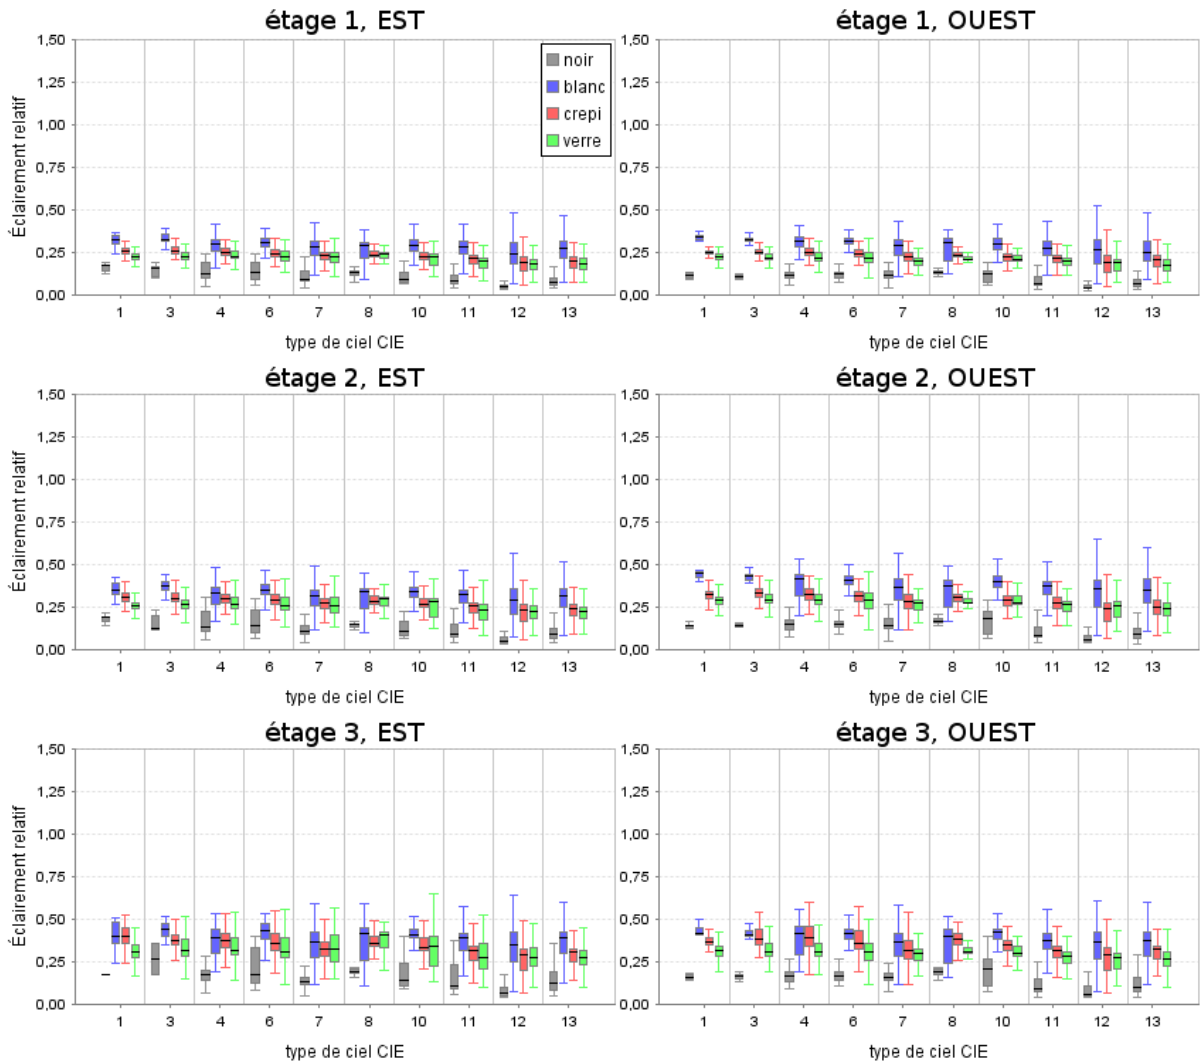 étage 1, EST
étage 1, OUEST
1,50
1,25
1,00
0,75
0,50
0,25
0,00
Éclairement relatif
noir
blanc
crepi
verre
1 3 4 6 7 8 10 11 12 13
type de ciel CIE
1,50
1,25
1,00
0,75
0,50
0,25
0,00
1 3 4 6 7 8 10 11 12 13
type de ciel CIE
étage 2, EST
étage 2, OUEST
1,50
1,25
1,00
0,75
0,50
0,25
0,00
Éclairement relatif
1 3 4 6 7 8 10 11 12 13
type de ciel CIE
1,50
1,25
1,00
0,75
0,50
0,25
0,00
1 3 4 6 7 8 10 11 12 13
type de ciel CIE
étage 3, EST
étage 3, OUEST
1,50
1,25
1,00
0,75
0,50
0,25
0,00
Éclairement relatif
1 3 4 6 7 8 10 11 12 13
type de ciel CIE
1,50
1,25
1,00
0,75
0,50
0,25
0,00
1 3 4 6 7 8 10 11 12 13
type de ciel CIE